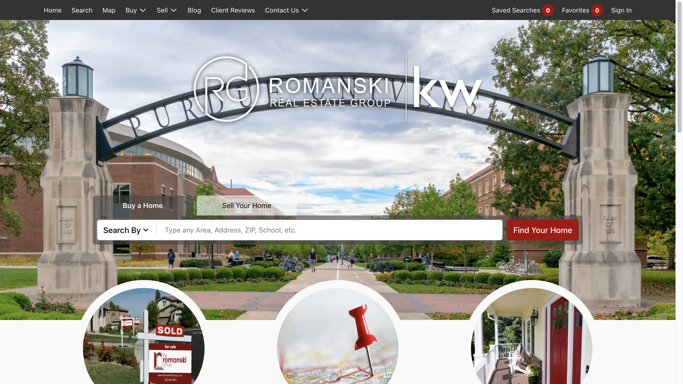 Home Search Map Buy Sell Blog Client Reviews Contact Us Saved Searches 0 Favorites 0 Sign In
RG ROMANSKI kw
REAL ESTATE GROUP
Buy a Home Sell Your Home
Search By Type any Area, Address, ZIP, School, etc. Find Your Home
SOLD
for sale
romanski